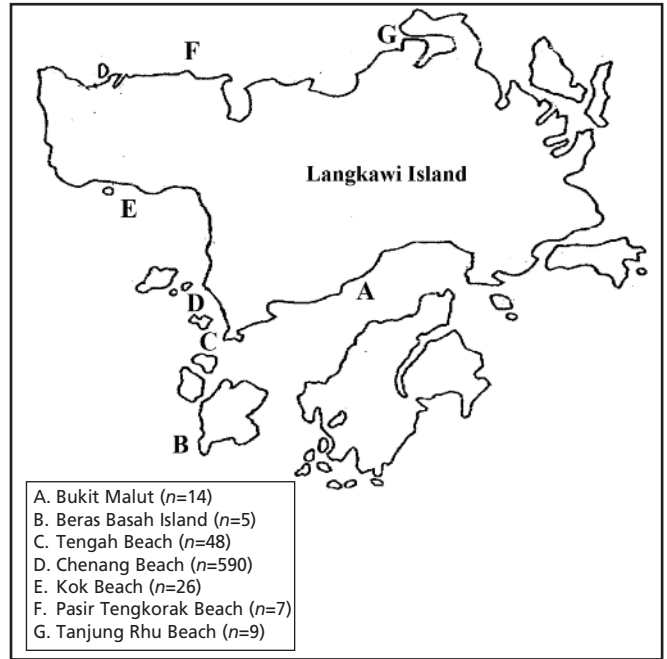 G
F
D
Langkawi Island
E
D
A
C
B
A. Bukit Malut (n=14)
B. Beras Basah Island (n=5)
C. Tengah Beach (n=48)
D. Chenang Beach (n=590)
E. Kok Beach (n=26)
F. Pasir Tengkorak Beach (n=7)
G. Tanjung Rhu Beach (n=9)